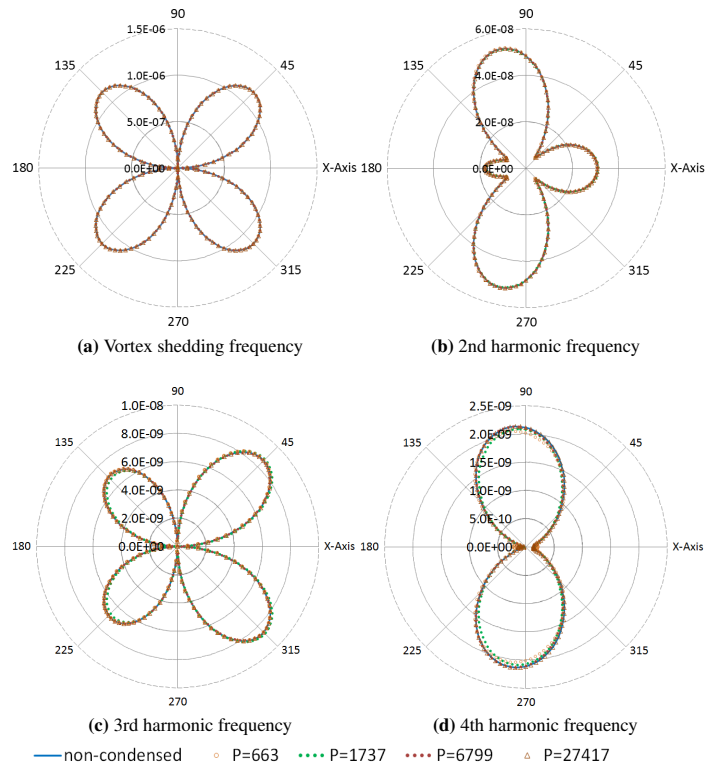 90
1.5E-06
135
45
1.0E-06
5.0E-07
180
0.0E+00
X-Axis
225
315
270
(a) Vortex shedding frequency
90
6.0E-08
135
45
4.0E-08
2.0E-08
180
0.0E+00
X-Axis
225
315
270
(b) 2nd harmonic frequency
90
1.0E-08
135
45
8.0E-09
6.0E-09
4.0E-09
2.0E-09
180
0.0E+00
X-Axis
225
315
270
(c) 3rd harmonic frequency
90
2.5E-09
135
45
2.0E-09
1.5E-09
1.0E-09
5.0E-10
180
0.0E+00
X-Axis
225
315
270
(d) 4th harmonic frequency
non-condensed P=663 P=1737 P=6799 P=27417